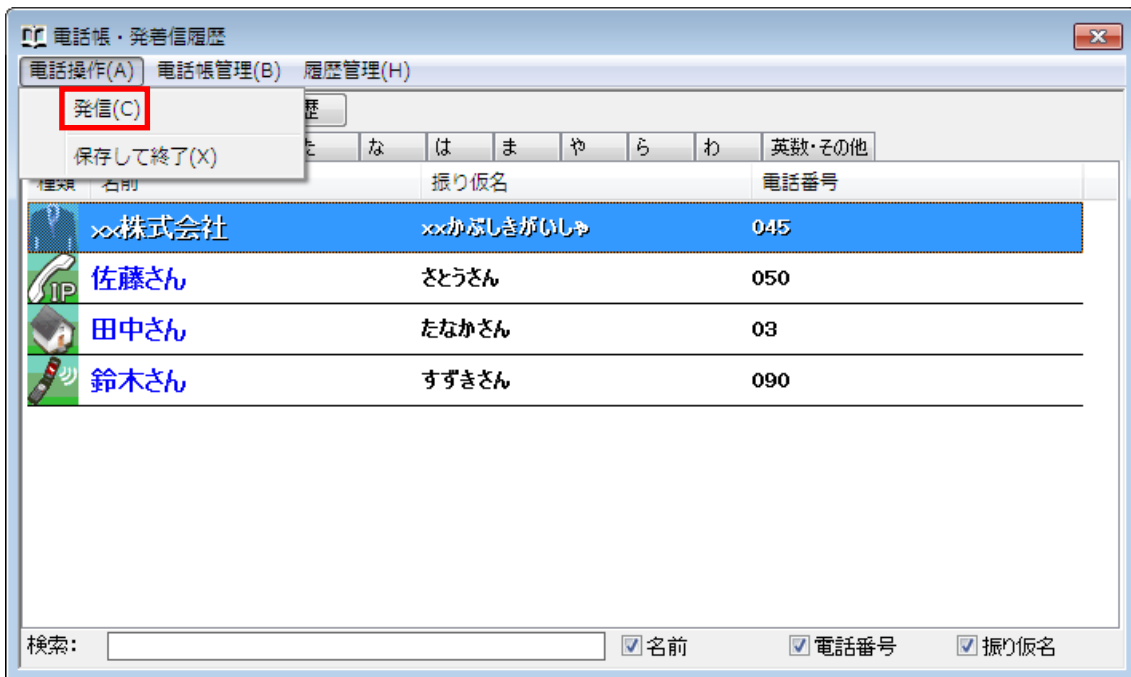 電話帳・発着信履歴
電話操作(A) 電話帳管理(B) 履歴管理(H)
発信(C)
歴
保存して終了(X)
た な は ま や ら わ 英数・その他
種類 名前 振り仮名 電話番号
xx株式会社 xxかぶしきがいしゃ 045
IP 佐藤さん さとうさん 050
田中さん たなかさん 03
鈴木さん すずきさん 090
検索: 名前 電話番号 振り仮名